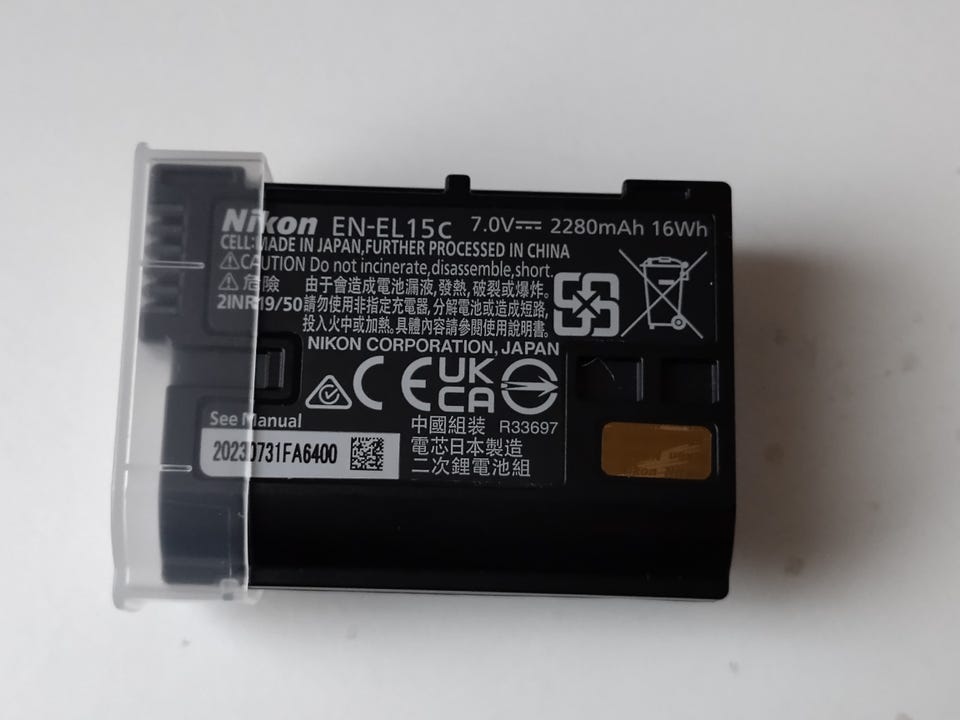 Nikon EN-EL15c 7.0V⎓ 2280mAh 16Wh
CELL:MADE IN JAPAN,FURTHER PROCESSED IN CHINA
CAUTION Do not incinerate,disassemble,short.
危險 由于會造成電池漏液,發熱,破裂或爆炸。
2INR19/50 請勿使用非指定充電器,分解電池或造成短路,
投入火中或加熱。具體內容請參閱使用說明書。
NIKON CORPORATION, JAPAN
CE UK CA
See Manual
20230731FA6400
中國組装 R33697
電芯日本製造
二次鋰電池組
Nikon